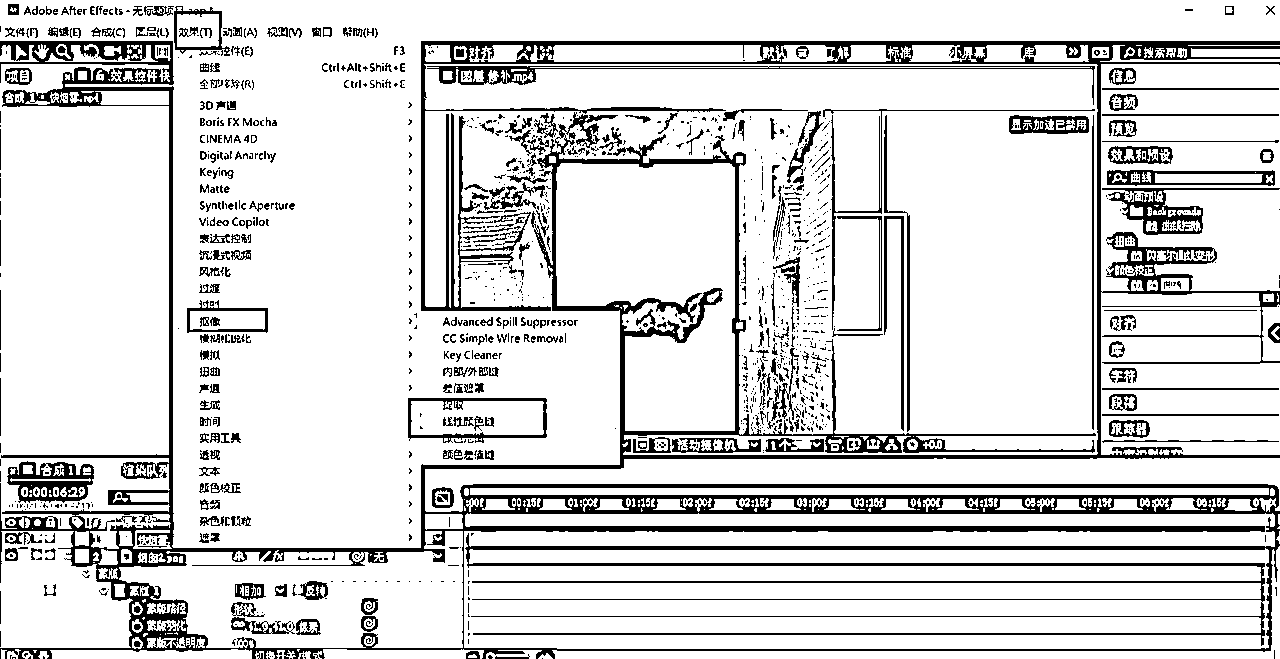 Adobe After Effects - 无标题项目.aep *
文件(F) 编辑(E) 合成(C) 图层(L) 效果(T) 动画(A) 视图(V) 窗口 帮助(H)
对齐 默认 了解 标准 小屏幕 库 搜索帮助
项目 效果控件
图层 修补.mp4
显示加速已禁用
效果控件(E) F3
曲线 Ctrl+Alt+Shift+E
全部移除(R) Ctrl+Shift+E
3D 声道
Boris FX Mocha
CINEMA 4D
Digital Anarchy
Keying
Matte
Synthetic Aperture
Video Copilot
表达式控制
沉浸式视频
风格化
过渡
过时
抠像
模糊和锐化
模拟
扭曲
声道
生成
时间
实用工具
透视
文本
颜色校正
音频
杂色和颗粒
遮罩
Advanced Spill Suppressor
CC Simple Wire Removal
Key Cleaner
内部/外部键
差值遮罩
提取
线性颜色键
颜色范围
颜色差值键
信息
音频
预览
效果和预设
曲线
动画预设
Backgrounds
扭曲
贝塞尔曲线变形
颜色校正
曲线
对齐
库
字符
段落
跟踪器
活动摄像机 1个
+0.0
合成 1 渲染队列
0:00:06:29
00:15f 01:00f 01:15f 02:00f 02:15f 03:00f 03:15f 04:00f 04:15f 05:00f 05:15f 06:00f 06:15f
无
蒙版
蒙版 1 相加 反转
蒙版路径 形状...
蒙版羽化
蒙版不透明度 100%
切换开关/模式